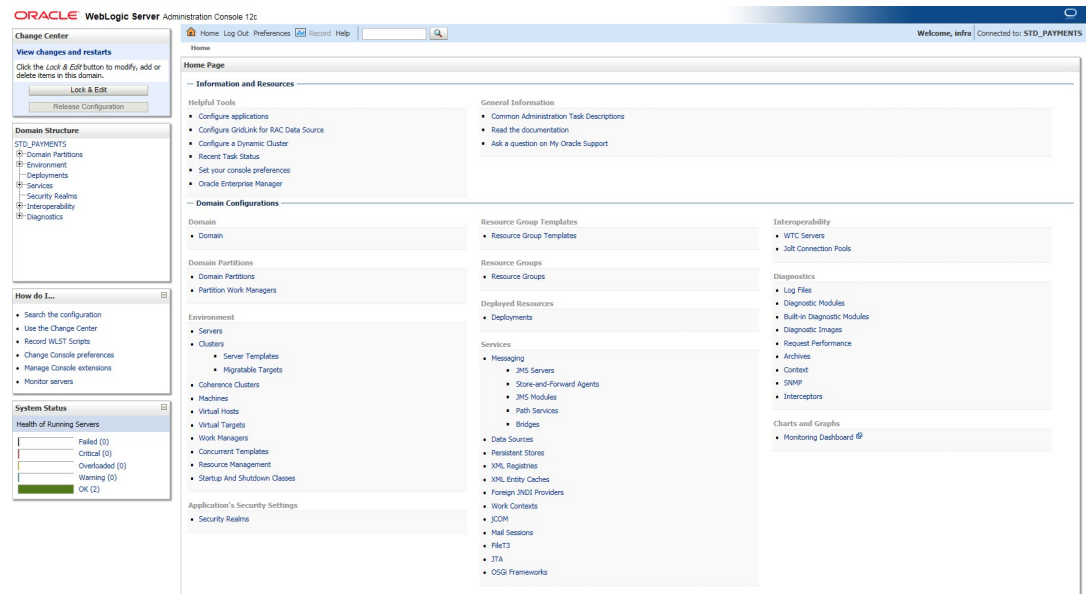 ORACLE® WebLogic Server Administration Console 12c
Change Center
View changes and restarts
Click the Lock & Edit button to modify, add or
delete items in this domain.
Lock & Edit
Release Configuration
Domain Structure
STD_PAYMENTS
Domain Partitions
Environment
Deployments
Services
Security Realms
Interoperability
Diagnostics
How do I...
Search the configuration
Use the Change Center
Record WLST Scripts
Change Console preferences
Manage Console extensions
Monitor servers
System Status
Health of Running Servers
Failed (0)
Critical (0)
Overloaded (0)
Warning (0)
OK (2)
Home Log Out Preferences Record Help
Welcome, infra Connected to: STD_PAYMENTS
Home
Home Page
Information and Resources
Helpful Tools
Configure applications
Configure GridLink for RAC Data Source
Configure a Dynamic Cluster
Recent Task Status
Set your console preferences
Oracle Enterprise Manager
General Information
Common Administration Task Descriptions
Read the documentation
Ask a question on My Oracle Support
Domain Configurations
Domain
Domain
Domain Partitions
Domain Partitions
Partition Work Managers
Environment
Servers
Clusters
Server Templates
Migratable Targets
Coherence Clusters
Machines
Virtual Hosts
Virtual Targets
Work Managers
Concurrent Templates
Resource Management
Startup And Shutdown Classes
Application's Security Settings
Security Realms
Resource Group Templates
Resource Group Templates
Resource Groups
Resource Groups
Deployed Resources
Deployments
Services
Messaging
JMS Servers
Store-and-Forward Agents
JMS Modules
Path Services
Bridges
Data Sources
Persistent Stores
XML Registries
XML Entity Caches
Foreign JNDI Providers
Work Contexts
jCOM
Mail Sessions
FileT3
JTA
OSGi Frameworks
Interoperability
WTC Servers
Jolt Connection Pools
Diagnostics
Log Files
Diagnostic Modules
Built-in Diagnostic Modules
Diagnostic Images
Request Performance
Archives
Context
SNMP
Interceptors
Charts and Graphs
Monitoring Dashboard